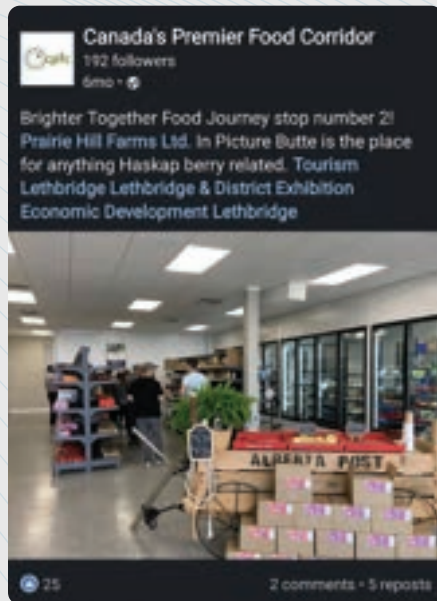 Canada's Premier Food Corridor
192 followers
6mo •
Brighter Together Food Journey stop number 2!
Prairie Hill Farms Ltd. In Picture Butte is the place
for anything Haskap berry related. Tourism
Lethbridge Lethbridge & District Exhibition
Economic Development Lethbridge
ALBERTA POST
25
2 comments • 5 reposts